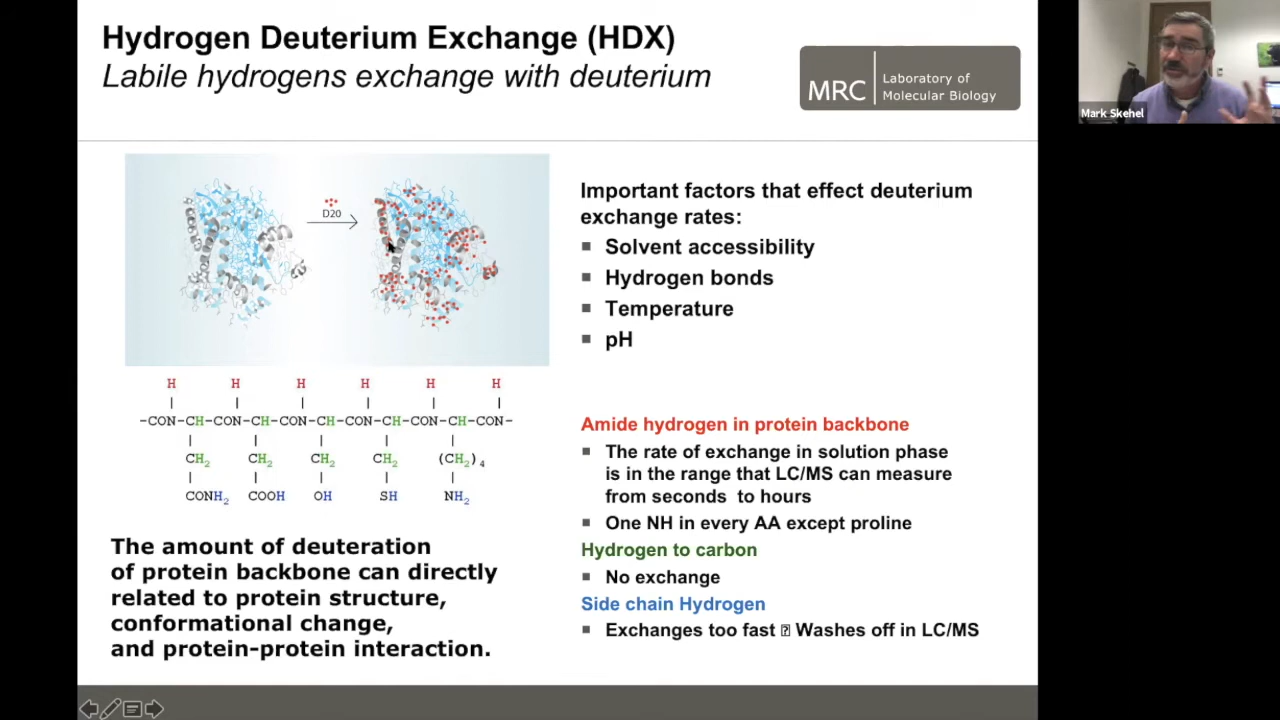 Hydrogen Deuterium Exchange (HDX)
Labile hydrogens exchange with deuterium
MRC
Laboratory of
Molecular Biology
Mark Skehel
D20
Important factors that effect deuterium
exchange rates:
Solvent accessibility
Hydrogen bonds
Temperature
pH
H H H H H H
-CON-CH-CON-CH-CON-CH-CON-CH-CON-CH-CON-
CH2 CH2 CH2 CH2 (CH2)4
CONH2 COOH OH SH NH2
The amount of deuteration
of protein backbone can directly
related to protein structure,
conformational change,
and protein-protein interaction.
Amide hydrogen in protein backbone
The rate of exchange in solution phase
is in the range that LC/MS can measure
from seconds to hours
One NH in every AA except proline
Hydrogen to carbon
No exchange
Side chain Hydrogen
Exchanges too fast Washes off in LC/MS